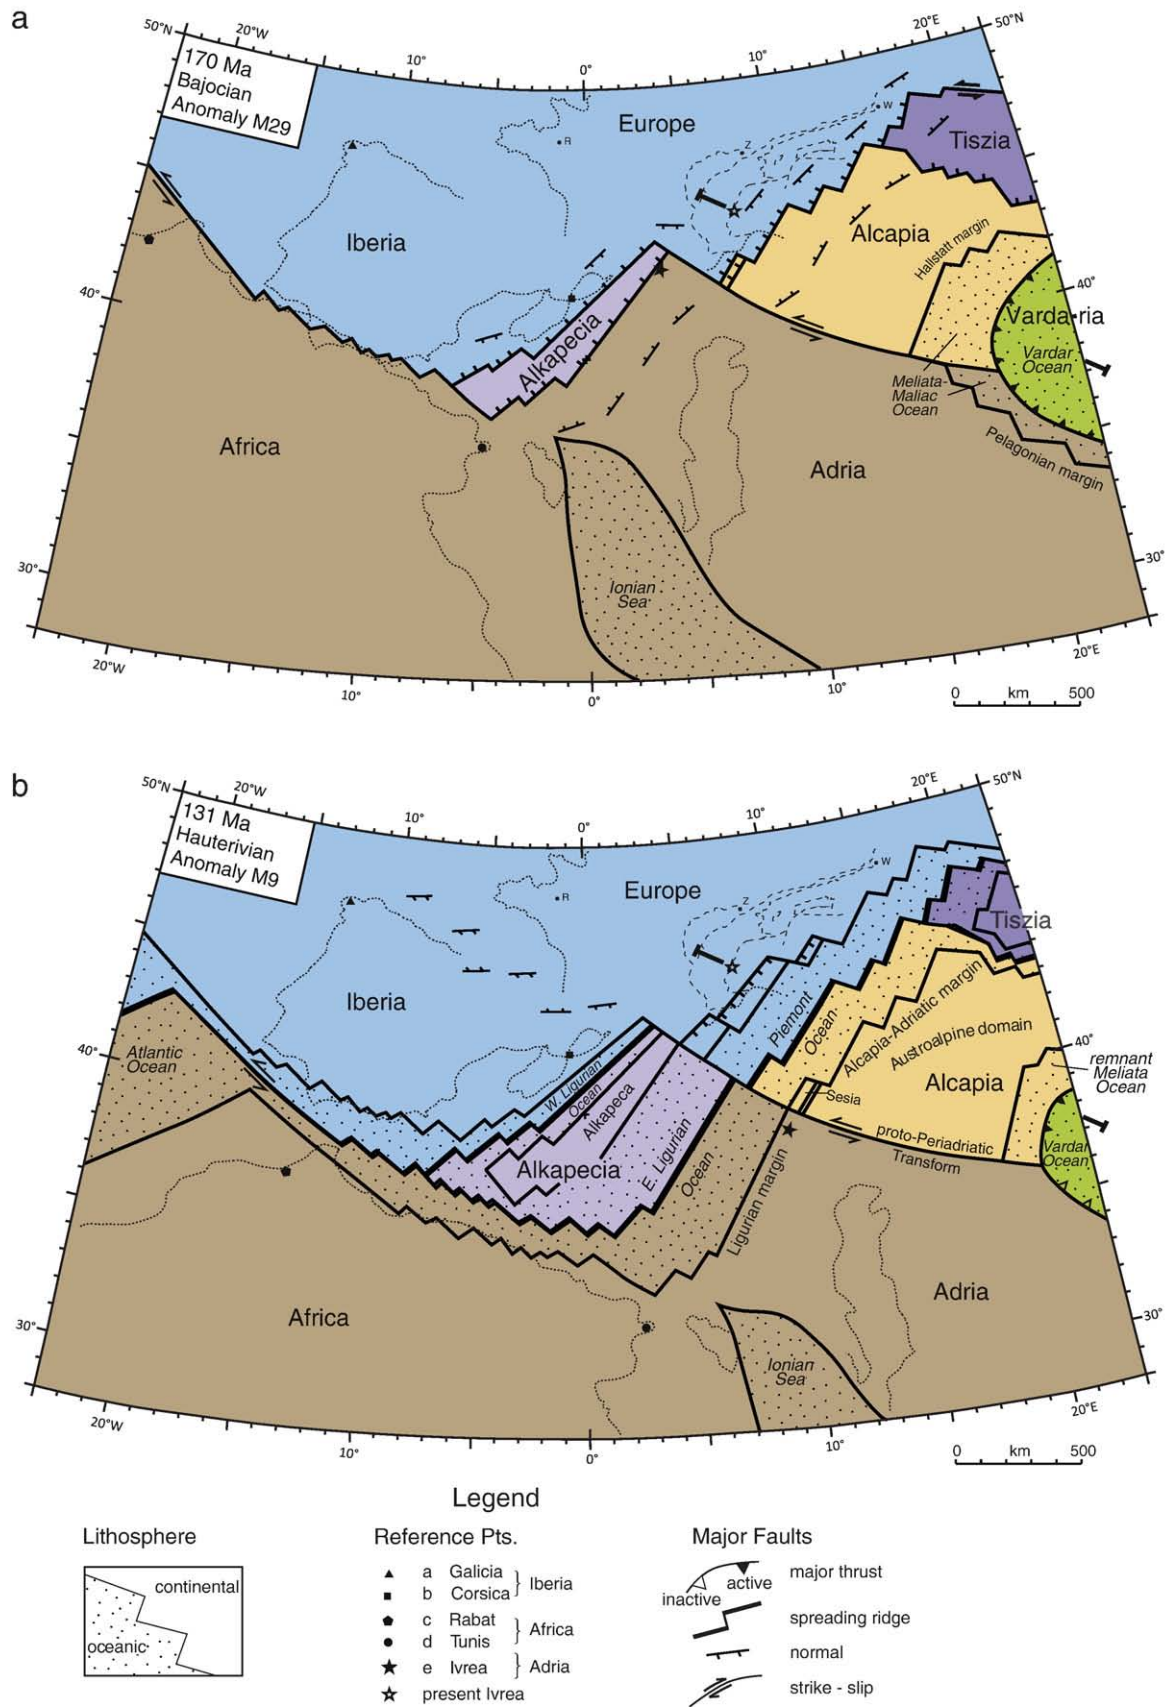 a
50°N
20°W
10°
0°
10°
20°E
50°N
170 Ma
Bajocian
Anomaly M29
Europe
R
Z
W
Tiszia
Iberia
Alcapia
Hallstatt margin
40°
40°
Alkapecia
Vardaria
Vardar
Ocean
Meliata-
Maliac
Ocean
Africa
Adria
Pelagonian margin
30°
30°
Ionian
Sea
20°W
10°
0°
10°
20°E
0 km 500
b
50°N
20°W
10°
0°
10°
20°E
50°N
131 Ma
Hauterivian
Anomaly M9
Europe
R
Z
W
Tiszia
Iberia
Piemont
Ocean
Alcapia-Adriatic margin
Austroalpine domain
40°
40°
Atlantic
Ocean
W. Ligurian
Ocean
Alkapeca
Alcapia
remnant
Meliata
Ocean
Sesia
Alkapecia
E. Ligurian
Ocean
Ligurian margin
proto-Periadriatic
Transform
Vardar
Ocean
Africa
Adria
30°
30°
Ionian
Sea
20°W
10°
0°
10°
20°E
0 km 500
Legend
Lithosphere
continental
oceanic
Reference Pts.
a Galicia
b Corsica
Iberia
c Rabat
d Tunis
Africa
e Ivrea
Adria
present Ivrea
Major Faults
active
inactive
major thrust
spreading ridge
normal
strike - slip